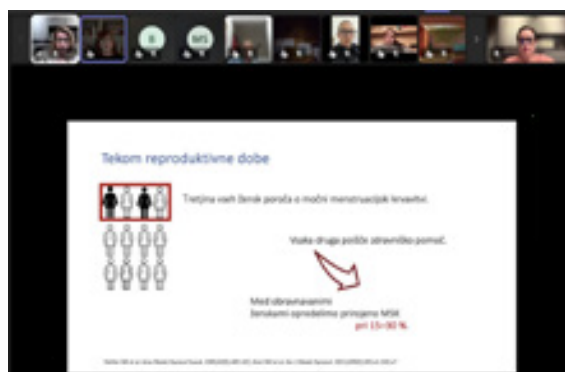 MS
Tekom reproduktivne dobe
Tretjina vseh žensk poroča o močni menstruacijski krvavitvi.
Vsaka druga poišče zdravniško pomoč.
Med obravnavanimi
ženskami opredelimo prirojeno MSK
pri 15–30 %.